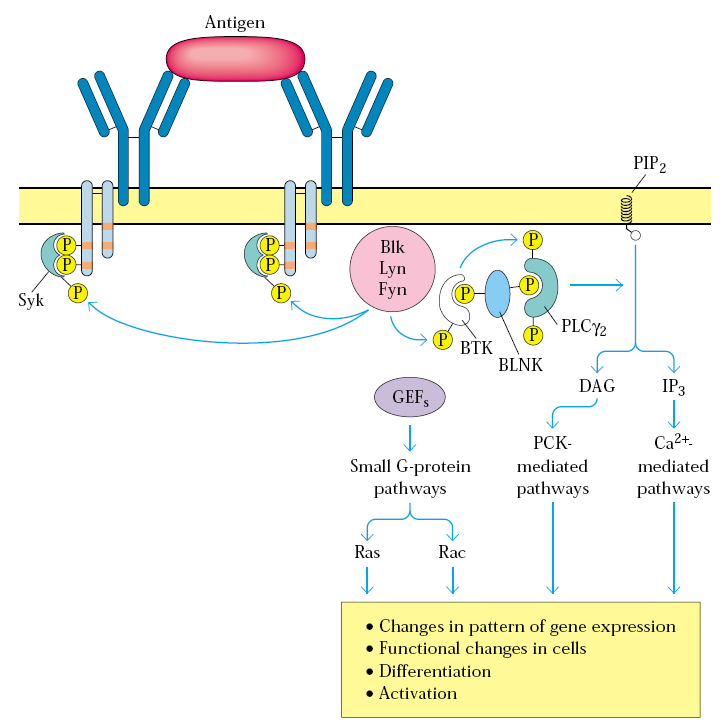 Antigen
PIP2
P
P
P
P
P
P
Syk
Blk
Lyn
Fyn
P
P
P
P
P
BTK
BLNK
PLCγ2
GEFs
DAG
IP3
Small G-protein
pathways
PCK-
mediated
pathways
Ca2+-
mediated
pathways
Ras
Rac
• Changes in pattern of gene expression
• Functional changes in cells
• Differentiation
• Activation